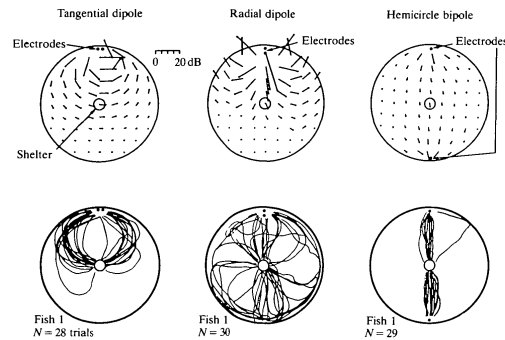 Tangential dipole
Radial dipole
Hemicircle bipole
Electrodes
Electrodes
Electrodes
0 20 dB
Shelter
Fish 1
N = 28 trials
Fish 1
N = 30
Fish 1
N = 29